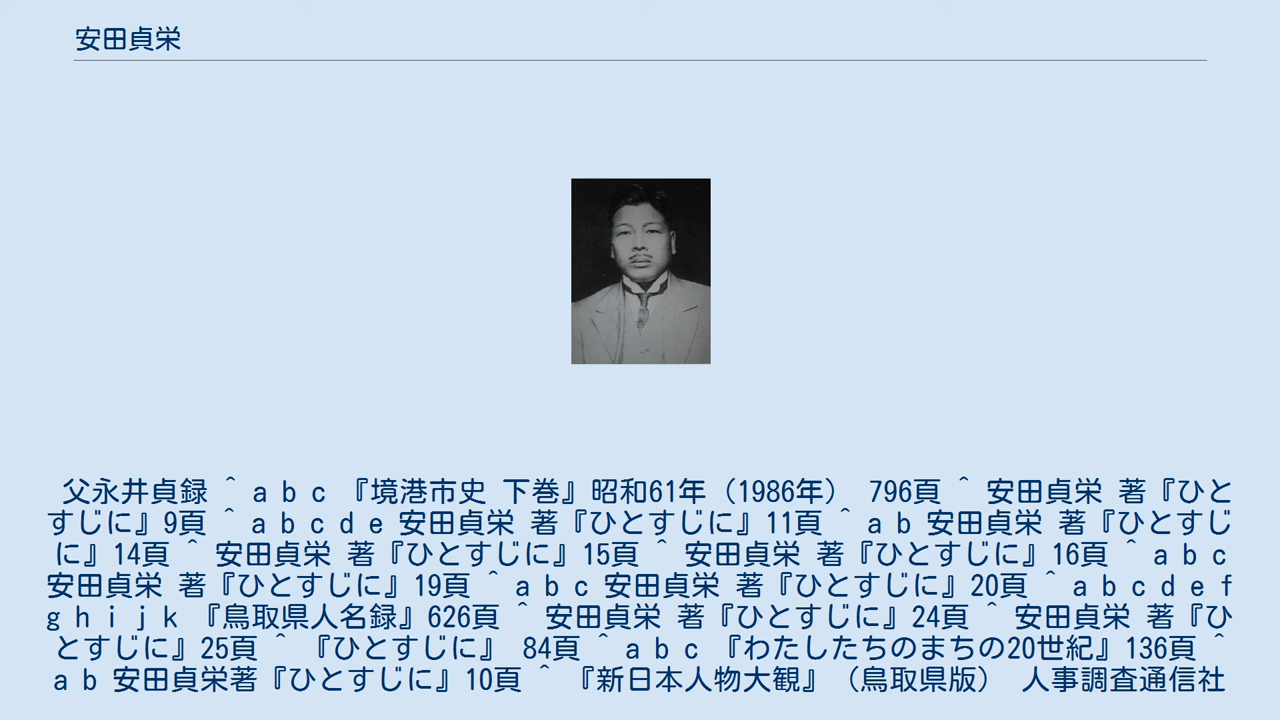 安田貞栄
父永井貞録 ^ a b c 『境港市史 下巻』昭和61年（1986年） 796頁 ^ 安田貞栄 著『ひと
すじに』9頁 ^ a b c d e 安田貞栄 著『ひとすじに』11頁 ^ a b 安田貞栄 著『ひとすじ
に』14頁 ^ 安田貞栄 著『ひとすじに』15頁 ^ 安田貞栄 著『ひとすじに』16頁 ^ a b c
安田貞栄 著『ひとすじに』19頁 ^ a b c 安田貞栄 著『ひとすじに』20頁 ^ a b c d e f
g h i j k 『鳥取県人名録』626頁 ^ 安田貞栄 著『ひとすじに』24頁 ^ 安田貞栄 著『ひ
とすじに』25頁 ^ 『ひとすじに』 84頁 ^ a b c 『わたしたちのまちの20世紀』136頁 ^
a b 安田貞栄著『ひとすじに』10頁 ^ 『新日本人物大観』（鳥取県版） 人事調査通信社